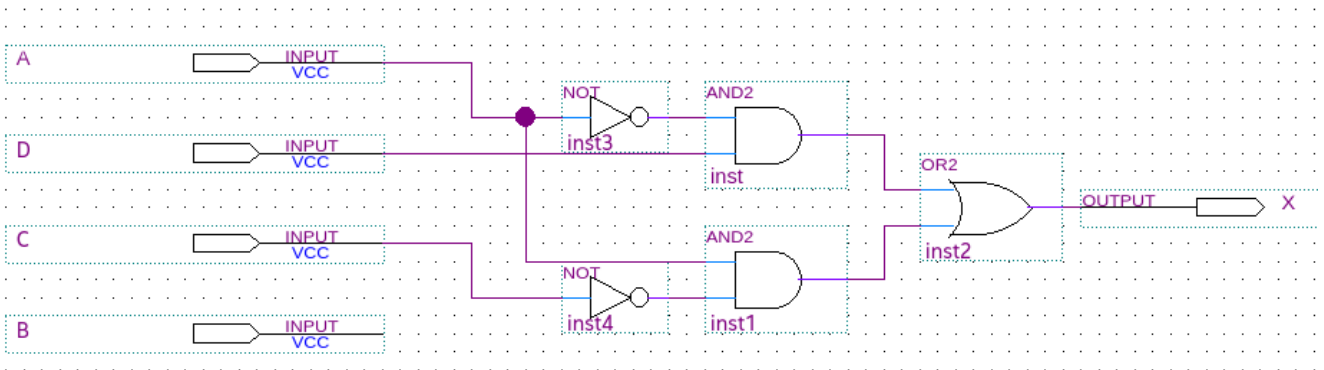 A
INPUT
VCC
D
INPUT
VCC
C
INPUT
VCC
B
INPUT
VCC
NOT
inst3
AND2
inst
NOT
inst4
AND2
inst1
OR2
inst2
OUTPUT
X